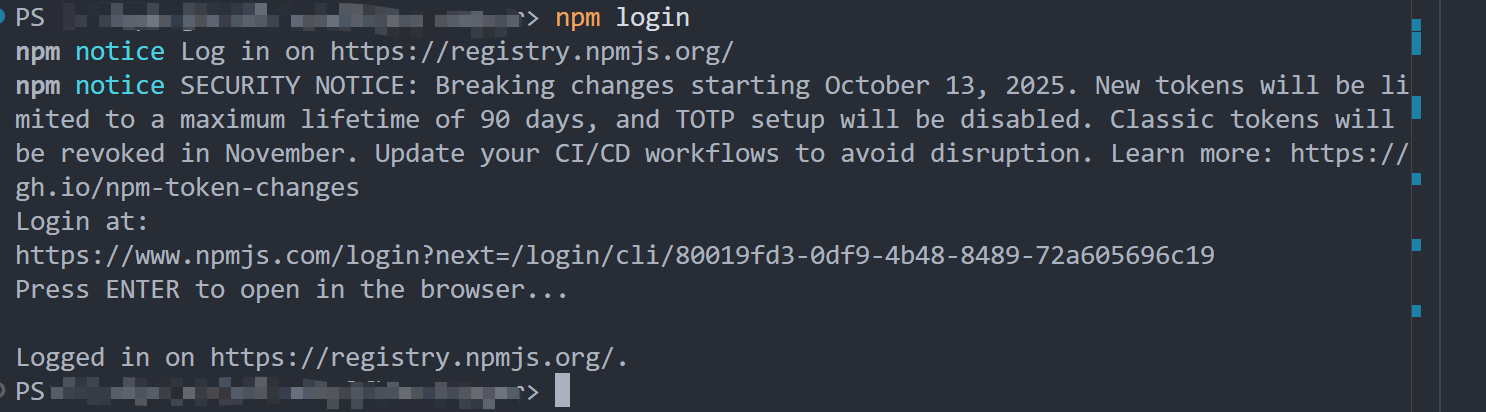 PS > npm login
npm notice Log in on https://registry.npmjs.org/
npm notice SECURITY NOTICE: Breaking changes starting October 13, 2025. New tokens will be li
mited to a maximum lifetime of 90 days, and TOTP setup will be disabled. Classic tokens will
be revoked in November. Update your CI/CD workflows to avoid disruption. Learn more: https://
gh.io/npm-token-changes
Login at:
https://www.npmjs.com/login?next=/login/cli/80019fd3-0df9-4b48-8489-72a605696c19
Press ENTER to open in the browser...
Logged in on https://registry.npmjs.org/.
PS >